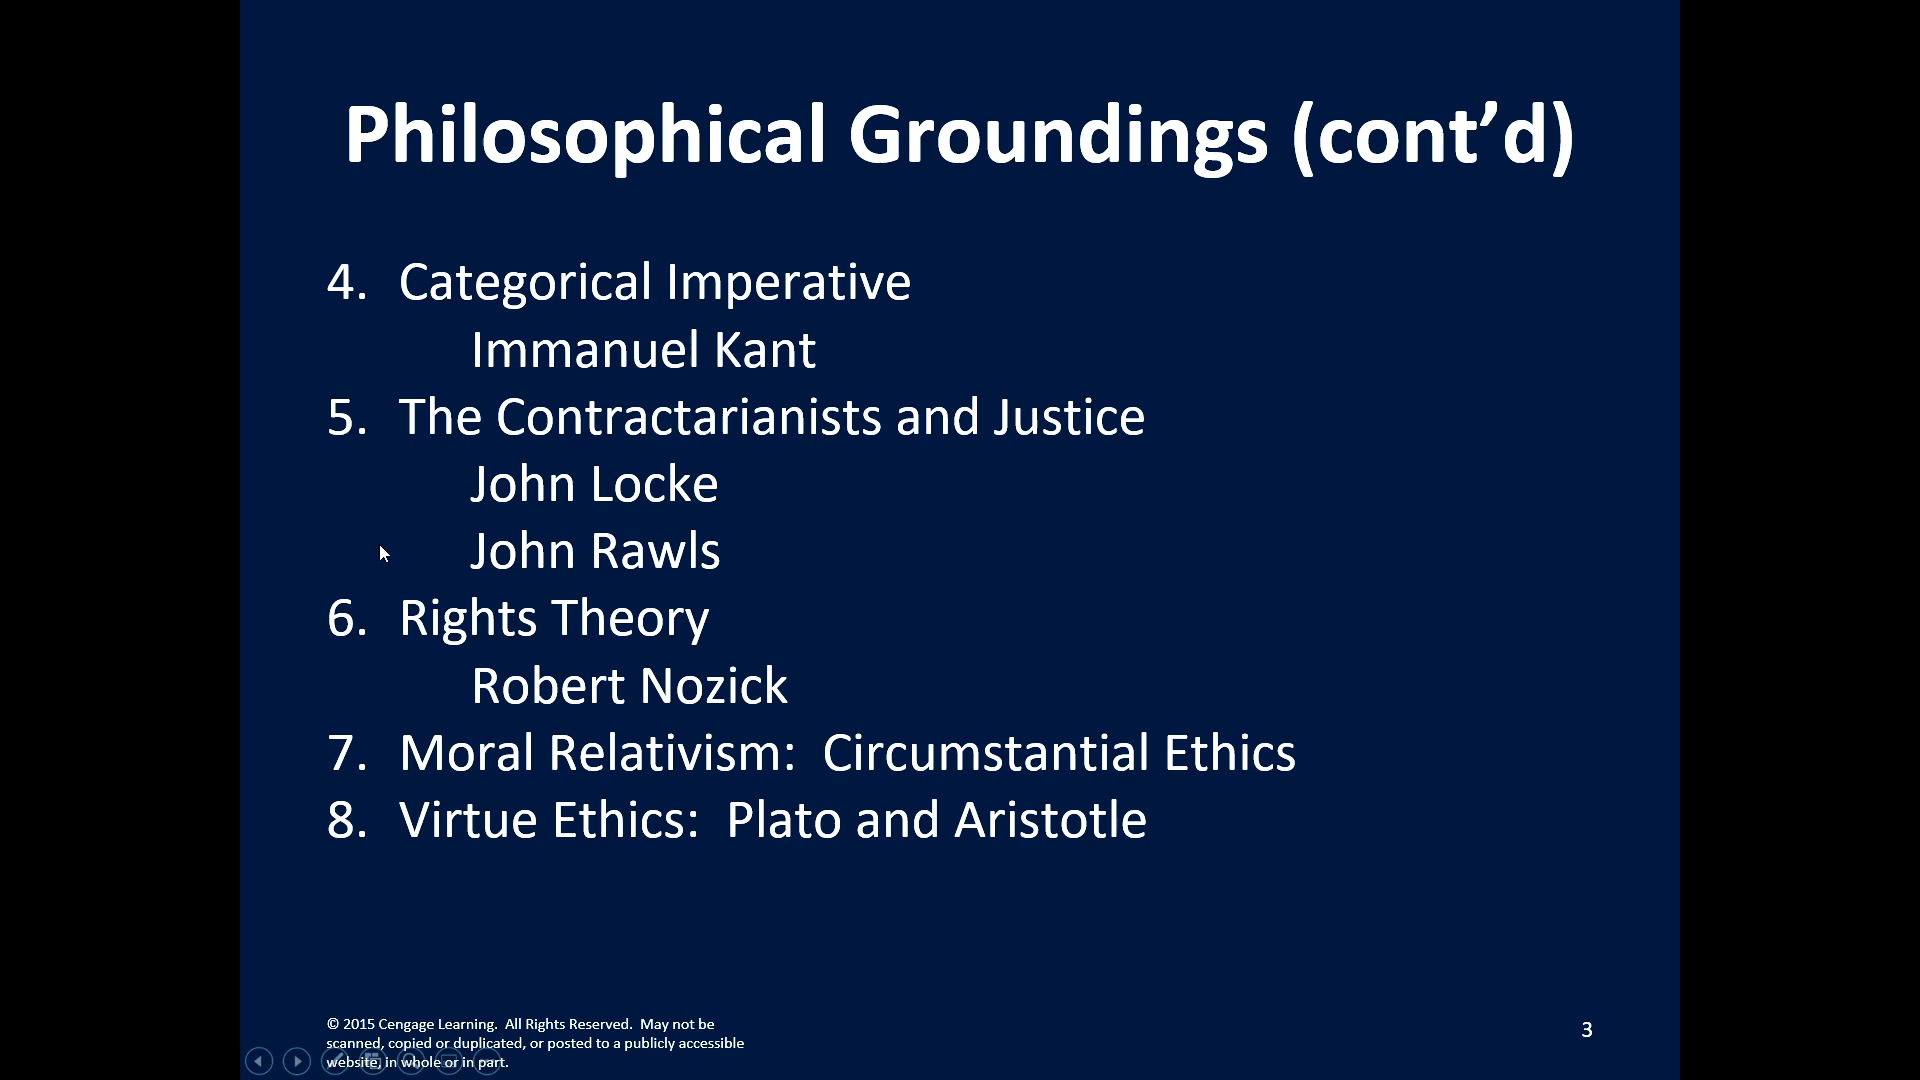 Philosophical Groundings (cont’d)
4. Categorical Imperative
Immanuel Kant
5. The Contractarianists and Justice
John Locke
John Rawls
6. Rights Theory
Robert Nozick
7. Moral Relativism:  Circumstantial Ethics
8. Virtue Ethics:  Plato and Aristotle
© 2015 Cengage Learning.  All Rights Reserved.  May not be
scanned, copied or duplicated, or posted to a publicly accessible
website, in whole or in part.
3